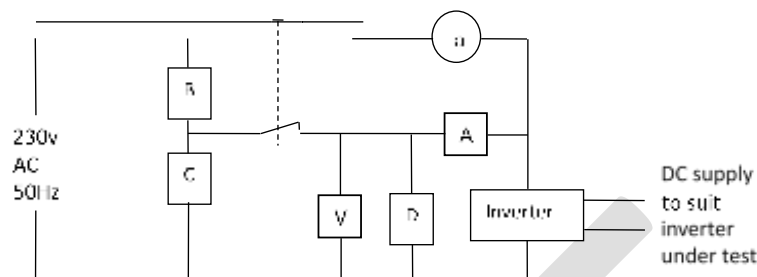 a
B
A
230v
AC
50Hz
C
DC supply
to suit
inverter
under test
V
D
Inverter